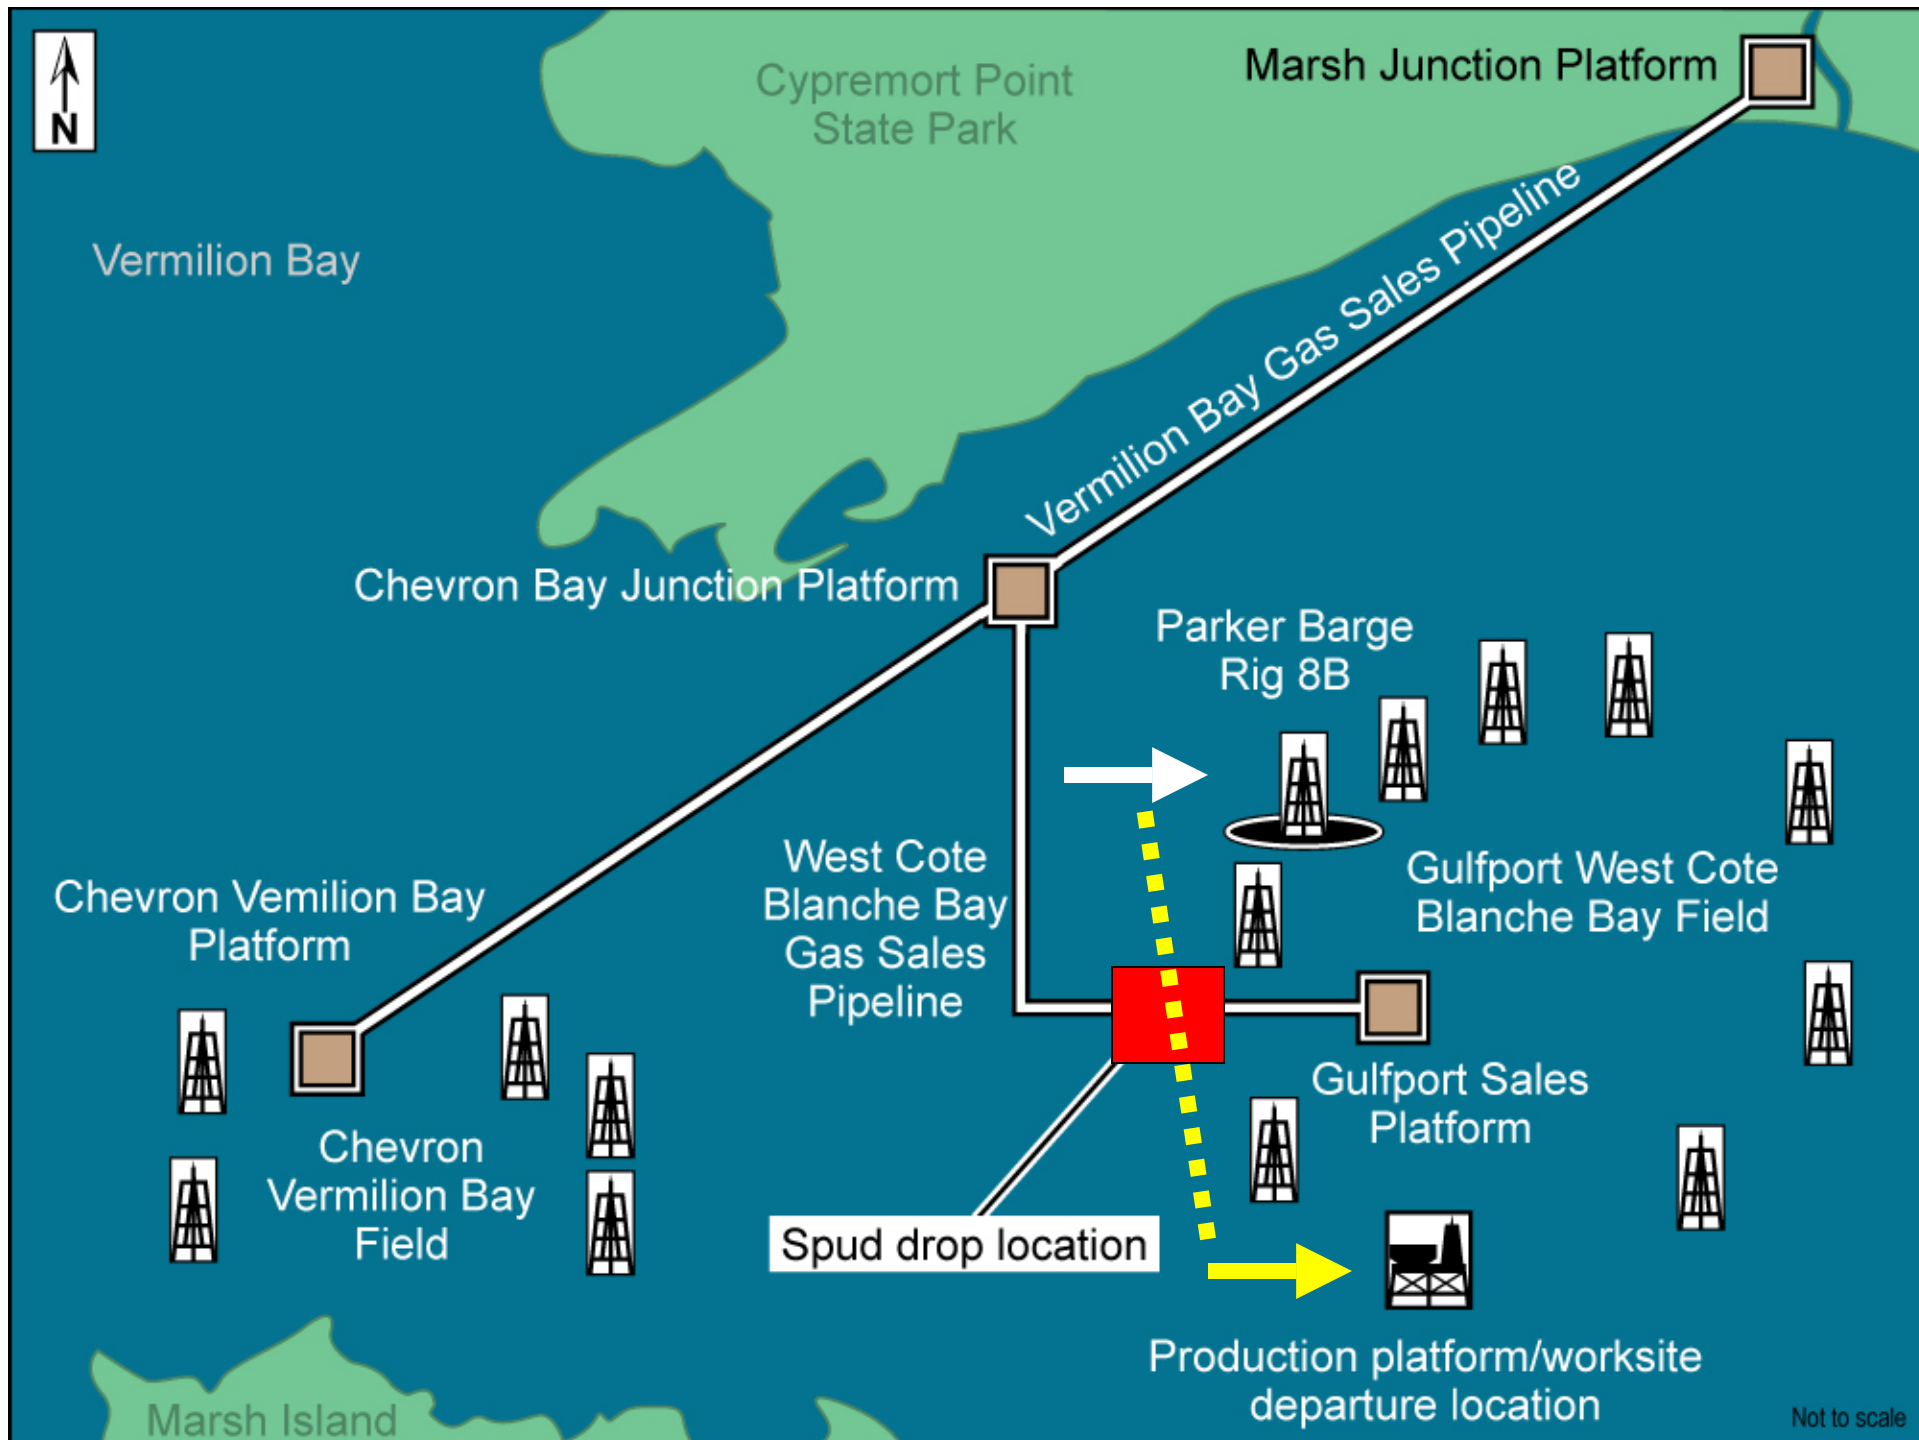 N
Cypremort Point
State Park
Marsh Junction Platform
Vermilion Bay
Vermilion Bay Gas Sales Pipeline
Chevron Bay Junction Platform
Parker Barge
Rig 8B
West Cote
Blanche Bay
Gas Sales
Pipeline
Gulfport West Cote
Blanche Bay Field
Chevron Vemilion Bay
Platform
Gulfport Sales
Platform
Chevron
Vermilion Bay
Field
Spud drop location
Production platform/worksite
departure location
Marsh Island
Not to scale